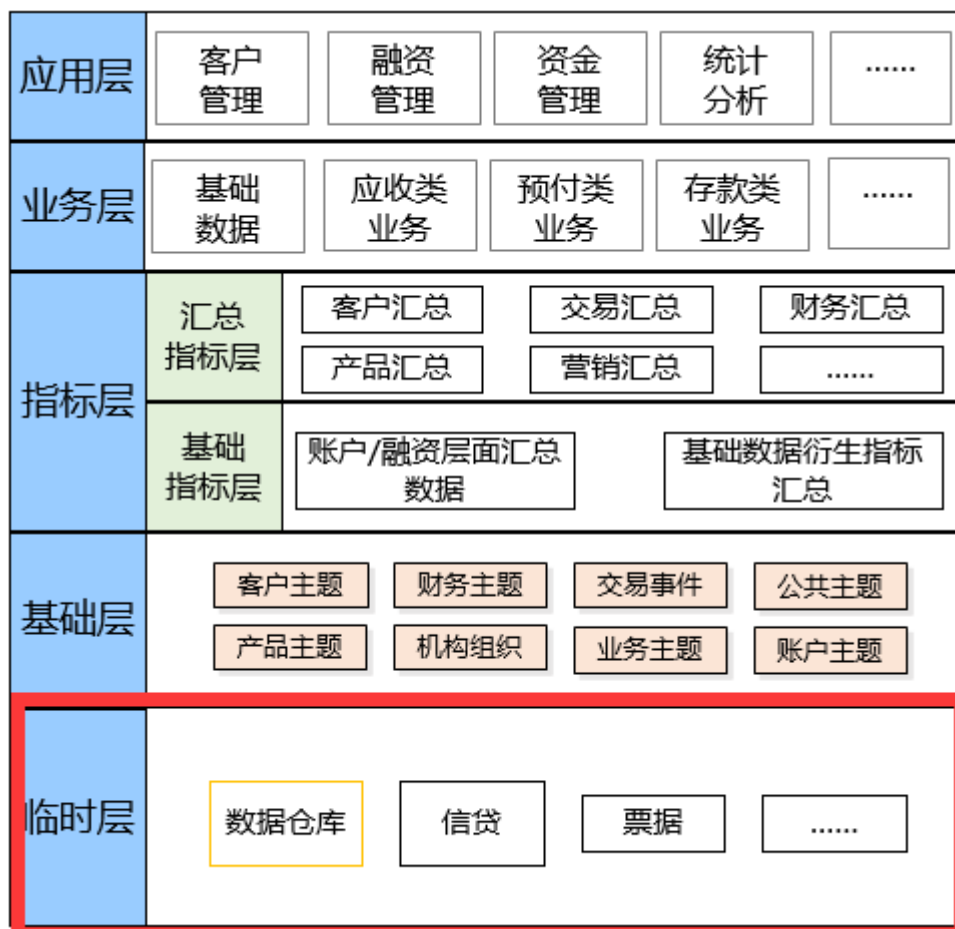 应用层
客户
管理
融资
管理
资金
管理
统计
分析
......
业务层
基础
数据
应收类
业务
预付类
业务
存款类
业务
......
指标层
汇总
指标层
客户汇总
交易汇总
财务汇总
产品汇总
营销汇总
......
基础
指标层
账户/融资层面汇总
数据
基础数据衍生指标
汇总
基础层
客户主题
财务主题
交易事件
公共主题
产品主题
机构组织
业务主题
账户主题
临时层
数据仓库
信贷
票据
......